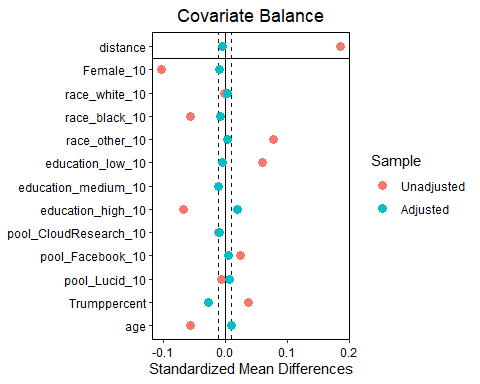 Covariate Balance
distance
Female_10
race_white_10
race_black_10
race_other_10
education_low_10
education_medium_10
education_high_10
pool_CloudResearch_10
pool_Facebook_10
pool_Lucid_10
Trumppercent
age
-0.1 0.0 0.1 0.2
Standardized Mean Differences
Sample
Unadjusted
Adjusted